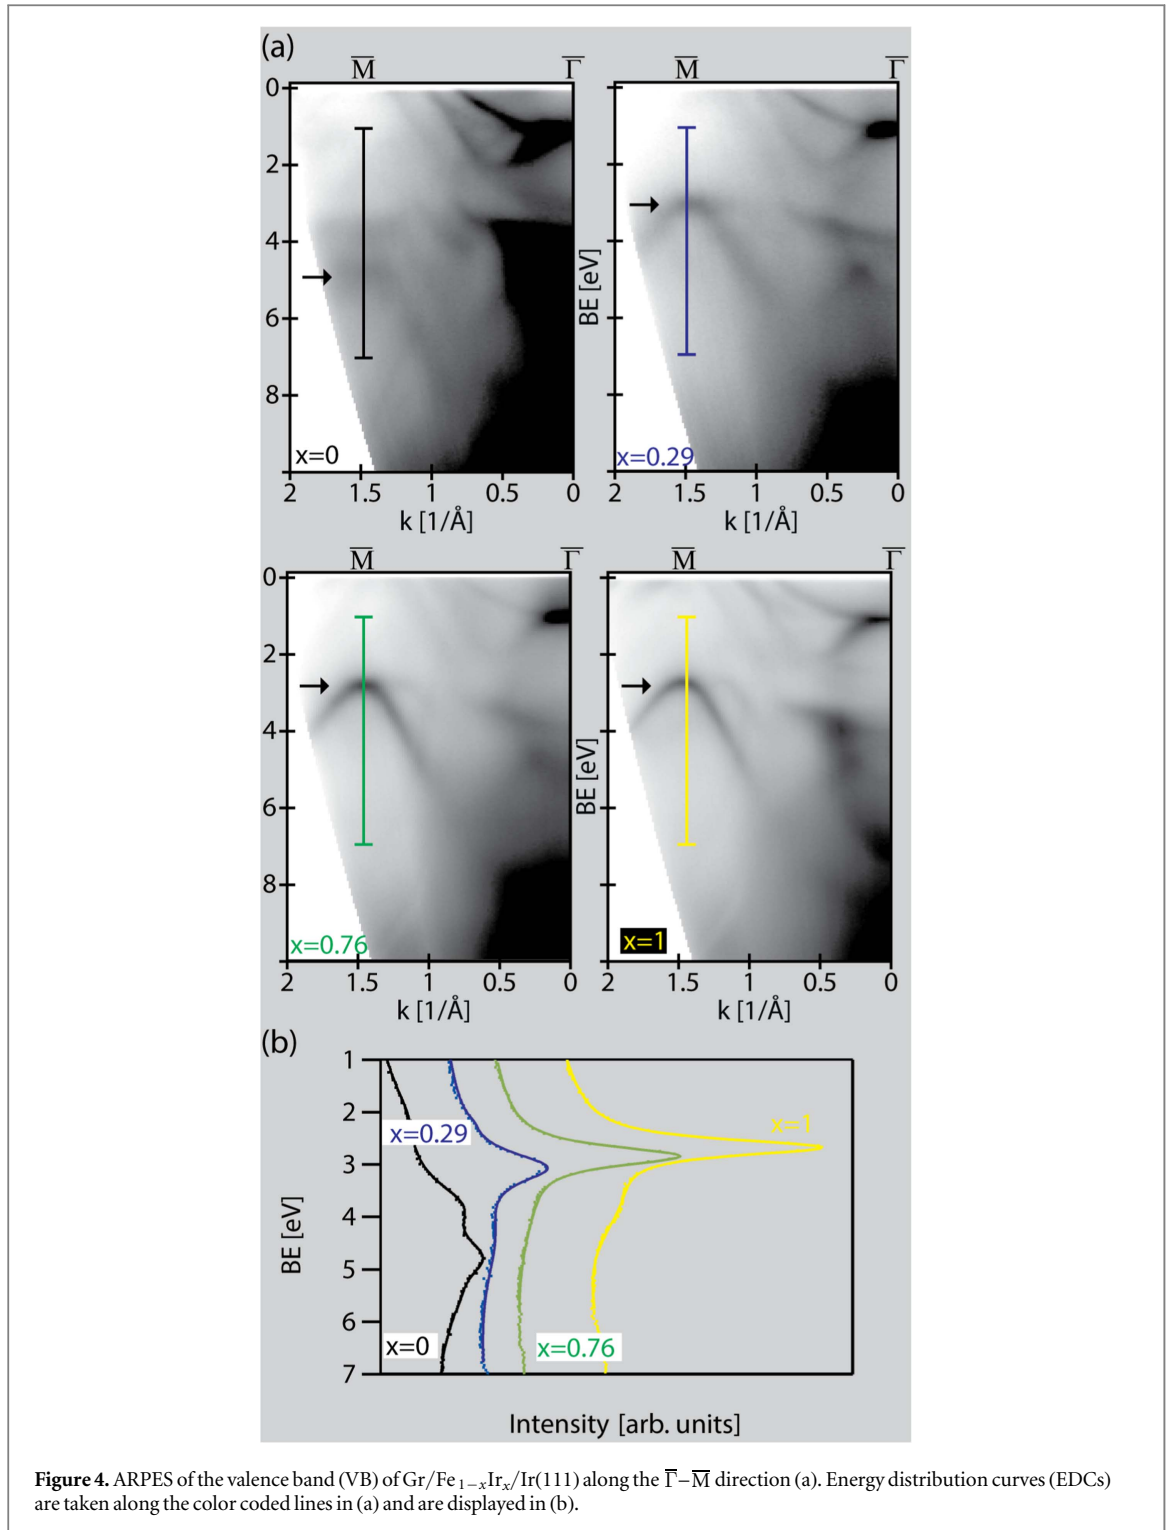 (a)
M̅ Γ̅ M̅ Γ̅
0
2
4
6
8
BE [eV]
x=0 x=0.29
2 1.5 1 0.5 0 2 1.5 1 0.5 0
k [1/Å] k [1/Å]
M̅ Γ̅ M̅ Γ̅
0
2
4
6
8
BE [eV]
x=0.76 x=1
2 1.5 1 0.5 0 2 1.5 1 0.5 0
k [1/Å] k [1/Å]
(b)
1
2
3
4
5
6
7
BE [eV]
x=1
x=0.29
x=0 x=0.76
Intensity [arb. units]
Figure 4. ARPES of the valence band (VB) of Gr/Fe₁₋ₓIrₓ/Ir(111) along the Γ̅–M̅ direction (a). Energy distribution curves (EDCs)
are taken along the color coded lines in (a) and are displayed in (b).